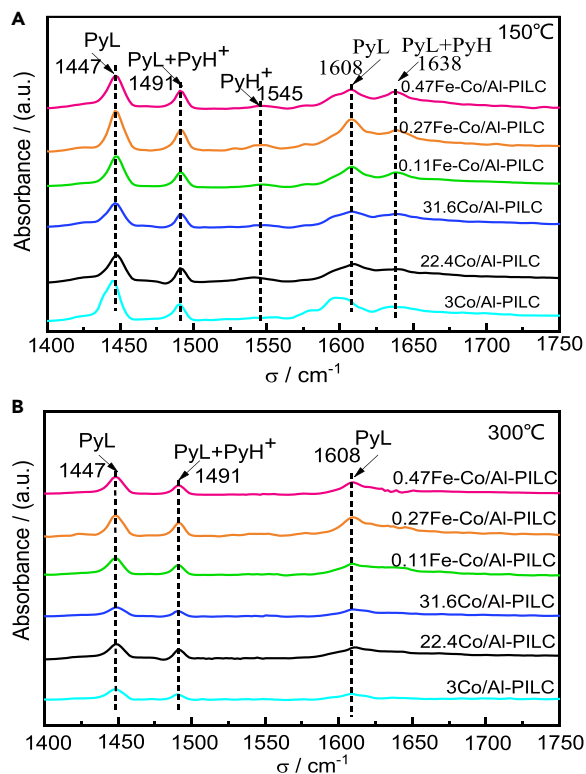 A
150℃
PyL
1447
PyL+PyH+
1491
PyH+
1545
PyL
1608
PyL+PyH
1638
0.47Fe-Co/Al-PILC
0.27Fe-Co/Al-PILC
0.11Fe-Co/Al-PILC
31.6Co/Al-PILC
22.4Co/Al-PILC
3Co/Al-PILC
Absorbance / (a.u.)
1400 1450 1500 1550 1600 1650 1700 1750
σ / cm-1
B
300℃
PyL
1447
PyL+PyH+
1491
PyL
1608
0.47Fe-Co/Al-PILC
0.27Fe-Co/Al-PILC
0.11Fe-Co/Al-PILC
31.6Co/Al-PILC
22.4Co/Al-PILC
3Co/Al-PILC
Absorbance / (a.u.)
1400 1450 1500 1550 1600 1650 1700 1750
σ / cm-1